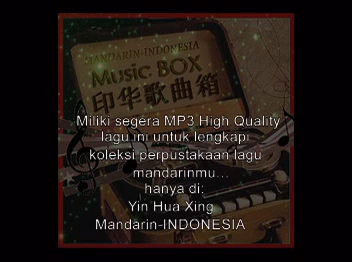 MANDARIN-INDONESIA
Music BOX
印华歌曲箱
Miliki segera MP3 High Quality
lagu ini untuk lengkapi
koleksi perpustakaan lagu
mandarinmu...
hanya di:
Yin Hua Xing
Mandarin-INDONESIA